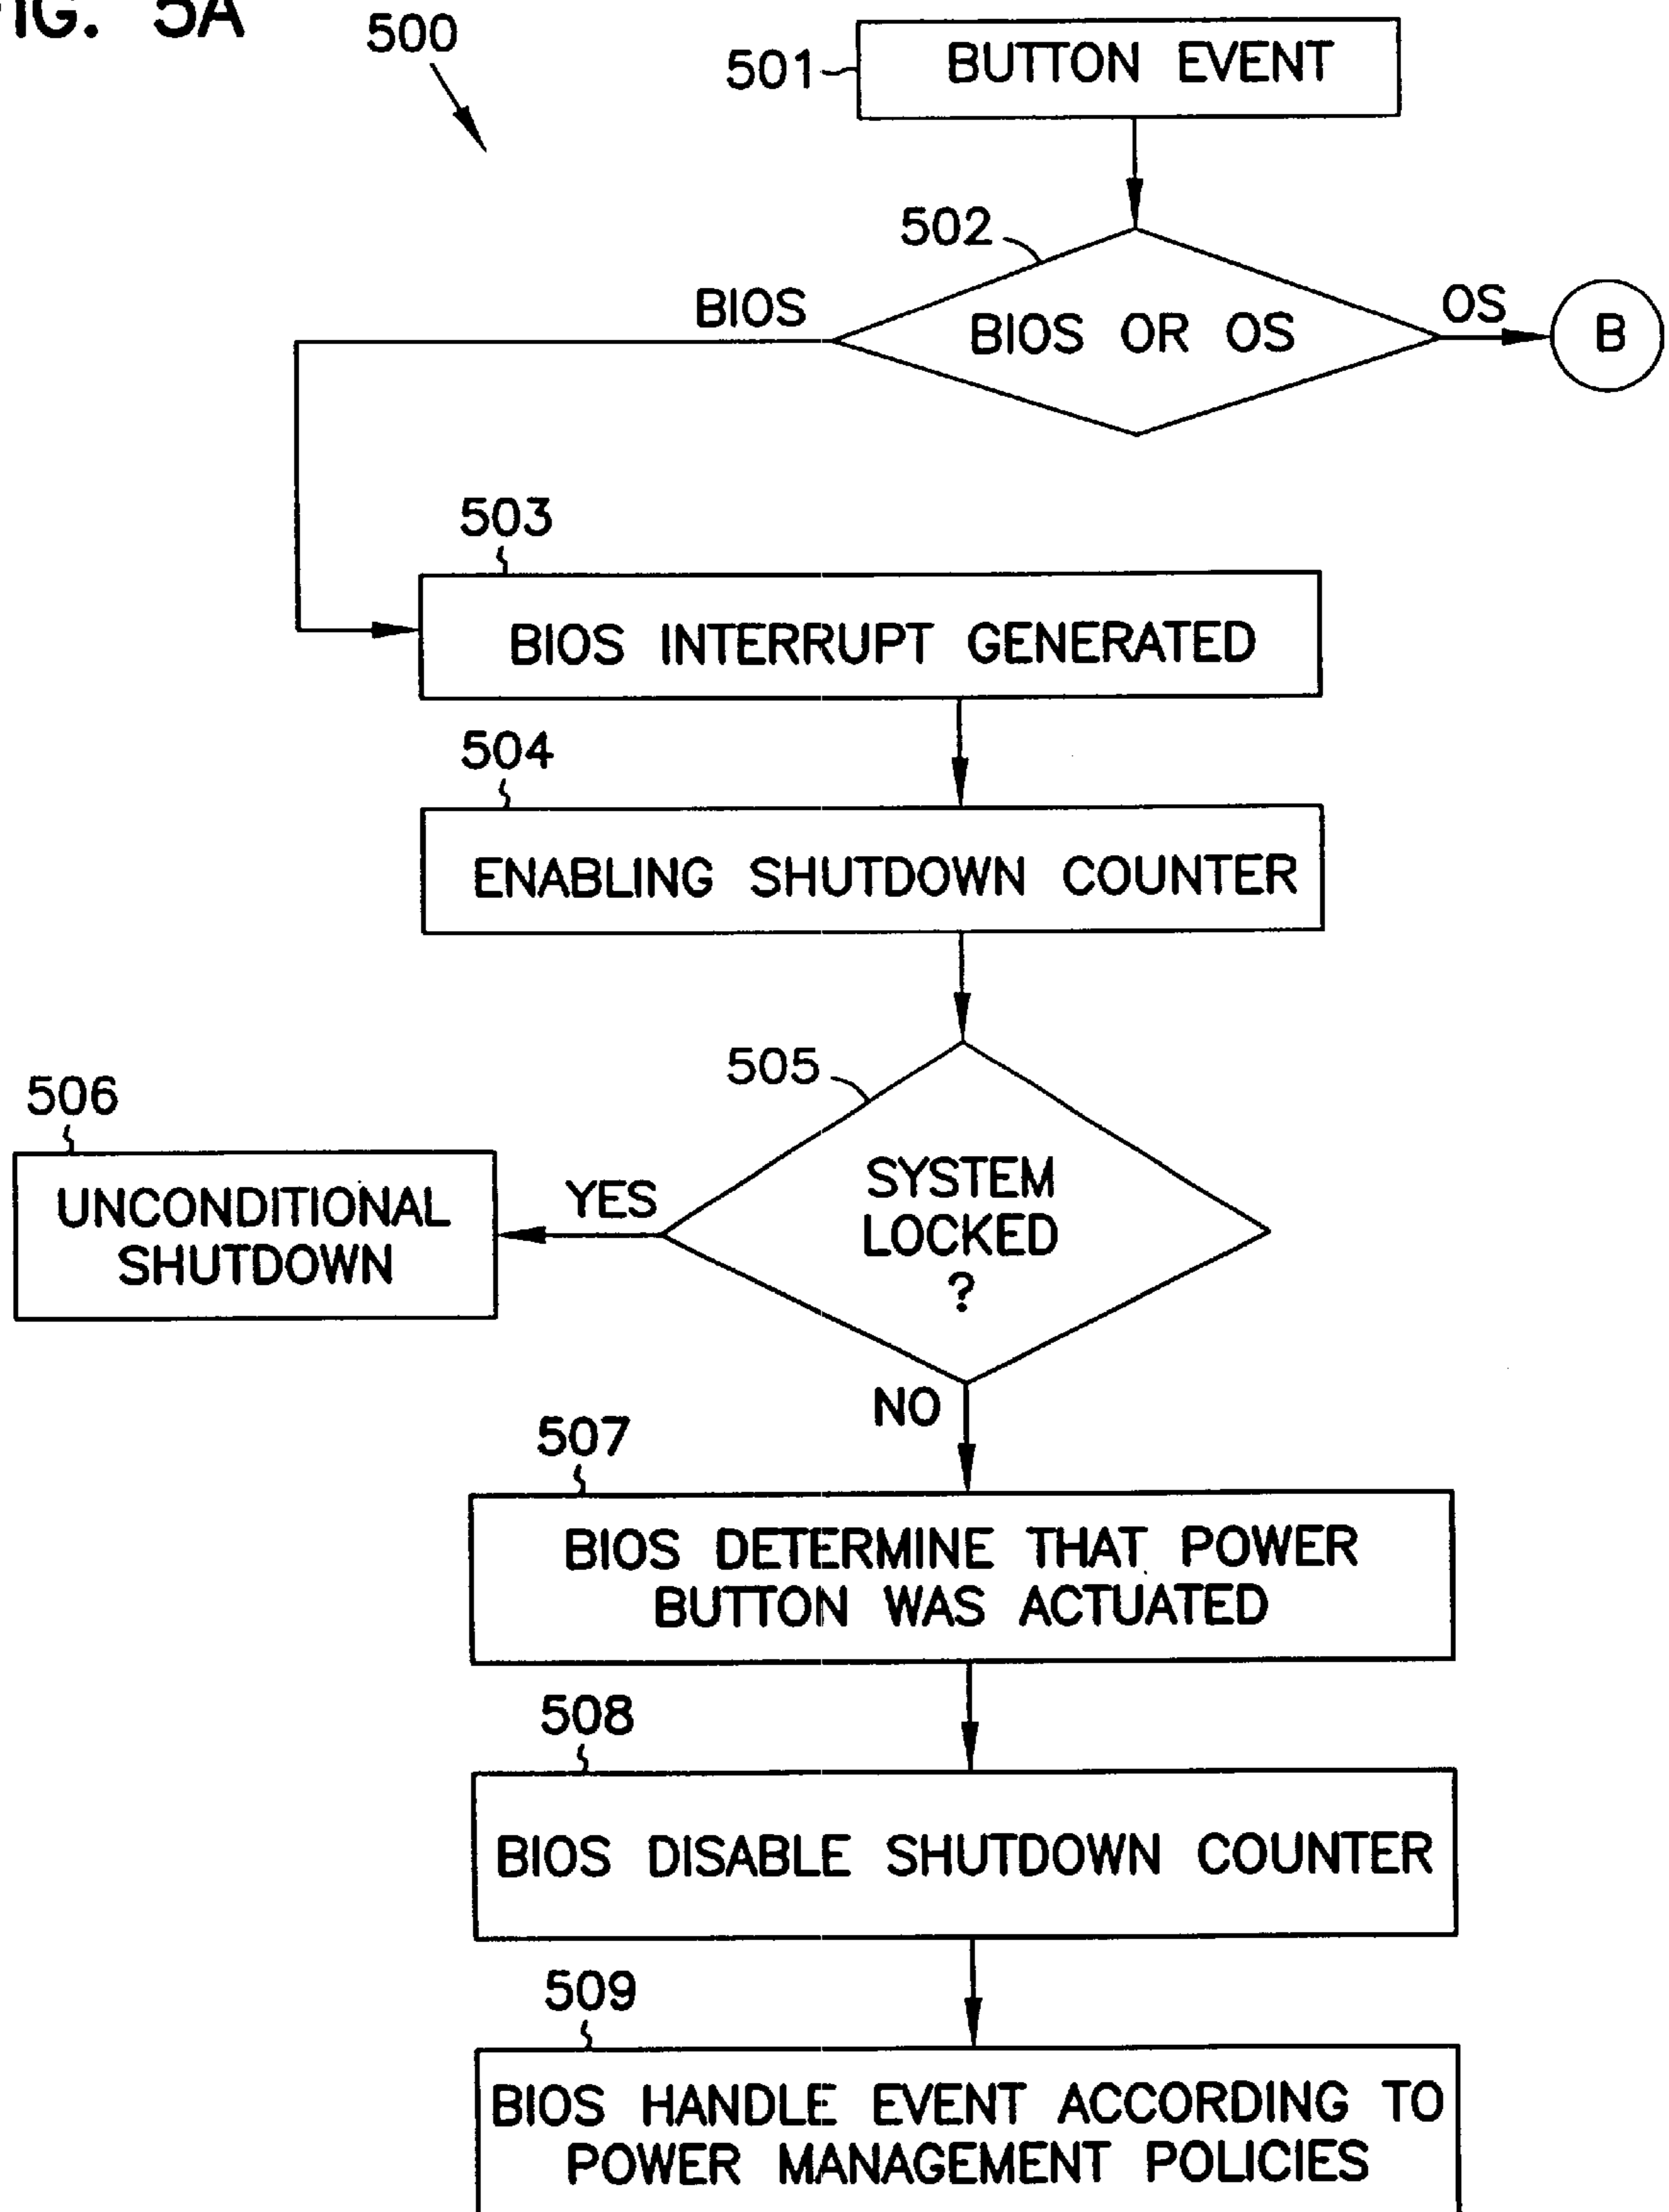 FIG. 5A
500
501
BUTTON EVENT
502
BIOS
BIOS OR OS
OS
B
503
BIOS INTERRUPT GENERATED
504
ENABLING SHUTDOWN COUNTER
505
506
SYSTEM
LOCKED
?
YES
UNCONDITIONAL
SHUTDOWN
NO
507
BIOS DETERMINE THAT POWER
BUTTON WAS ACTUATED
508
BIOS DISABLE SHUTDOWN COUNTER
509
BIOS HANDLE EVENT ACCORDING TO
POWER MANAGEMENT POLICIES